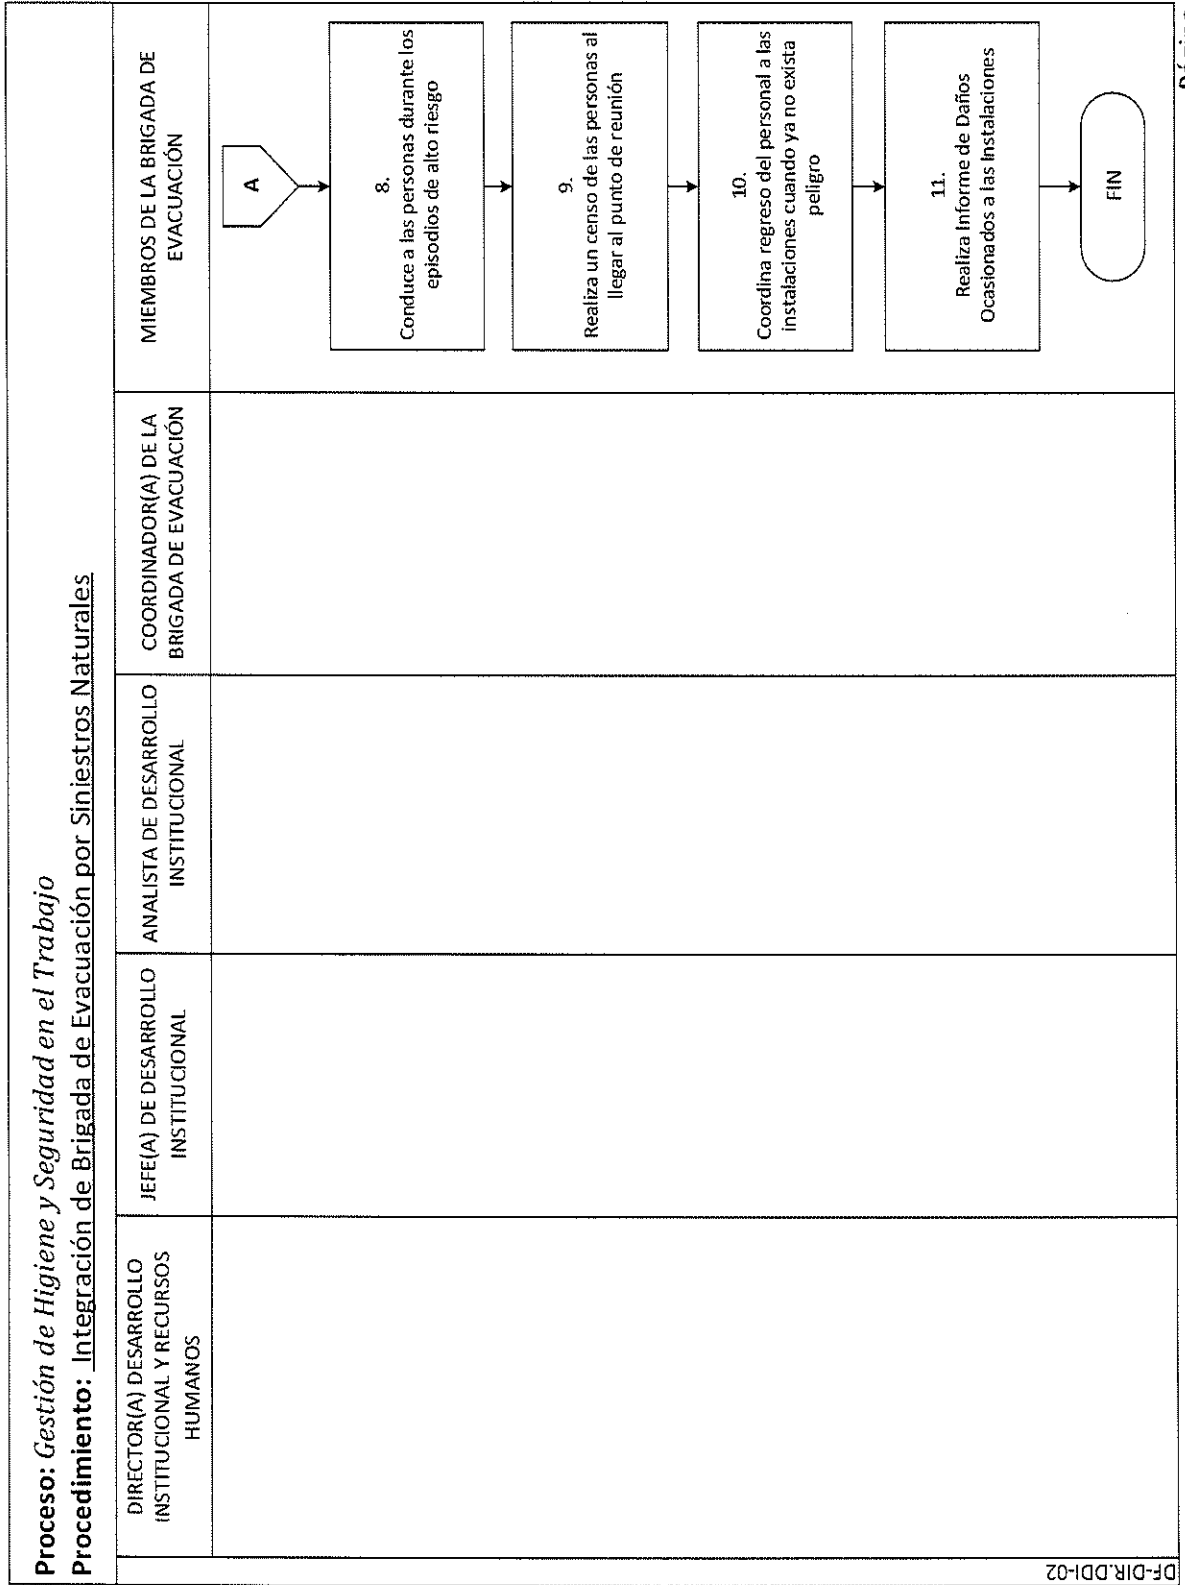 Proceso: Gestión de Higiene y Seguridad en el Trabajo
Procedimiento: Integración de Brigada de Evacuación por Siniestros Naturales
DIRECTOR(A) DESARROLLO
INSTITUCIONAL Y RECURSOS
HUMANOS
JEFE(A) DE DESARROLLO
INSTITUCIONAL
ANALISTA DE DESARROLLO
INSTITUCIONAL
COORDINADOR(A) DE LA
BRIGADA DE EVACUACIÓN
MIEMBROS DE LA BRIGADA DE
EVACUACIÓN
A
8.
Conduce a las personas durante los
episodios de alto riesgo
9.
Realiza un censo de las personas al
llegar al punto de reunión
10.
Coordina regreso del personal a las
instalaciones cuando ya no exista
peligro
11.
Realiza Informe de Daños
Ocasionados a las Instalaciones
FIN
DF-DIR.DDI-02